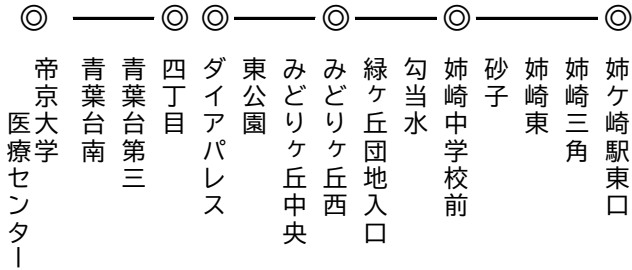 姉ケ崎駅東口
姉崎三角
姉崎東
砂子
姉崎中学校前
勾当水
緑ヶ丘団地入口
みどりヶ丘西
みどりヶ丘中央
東公園
ダイアパレス
四丁目
青葉台第三
青葉台南
帝京大学
医療センター